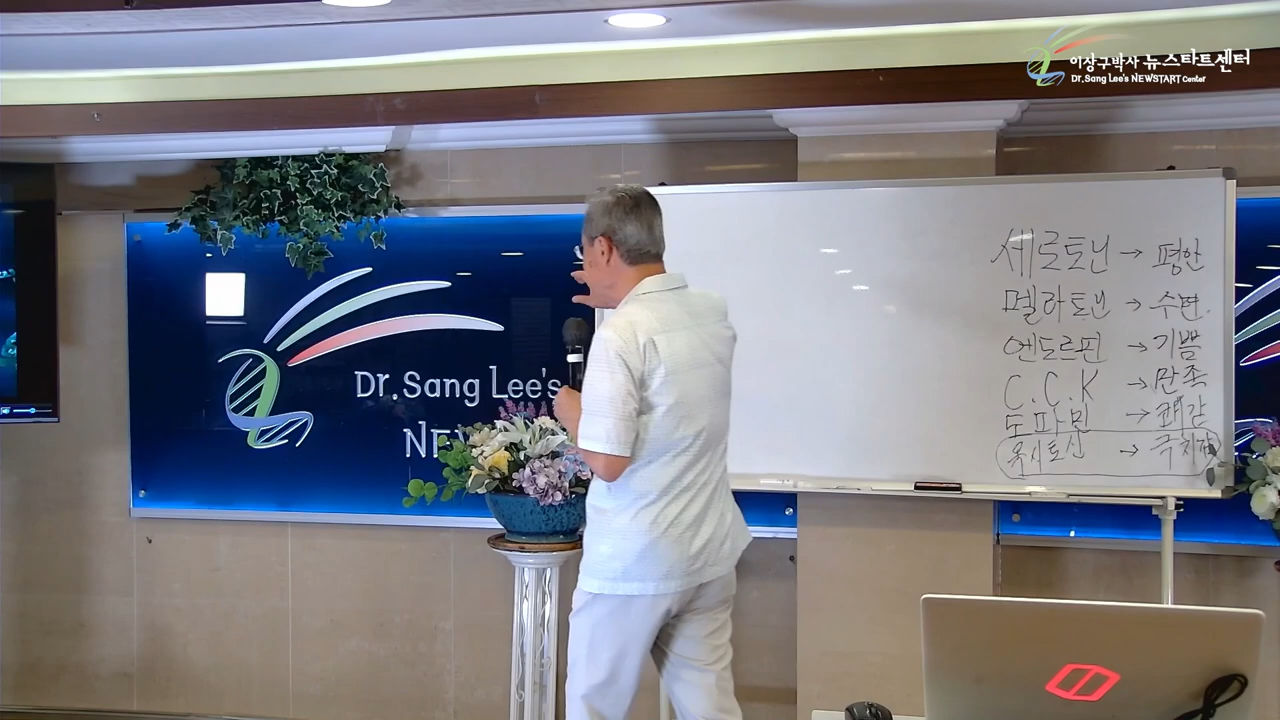 이상구박사 뉴스타트센터
Dr. Sang Lee's NEWSTART Center
Dr. Sang Lee's
세로토닌 → 평안
멜라토닌 → 수면
엔도르핀 → 기쁨
C.C.K → 만족
도파민 → 쾌감
옥시토신 → 극치감